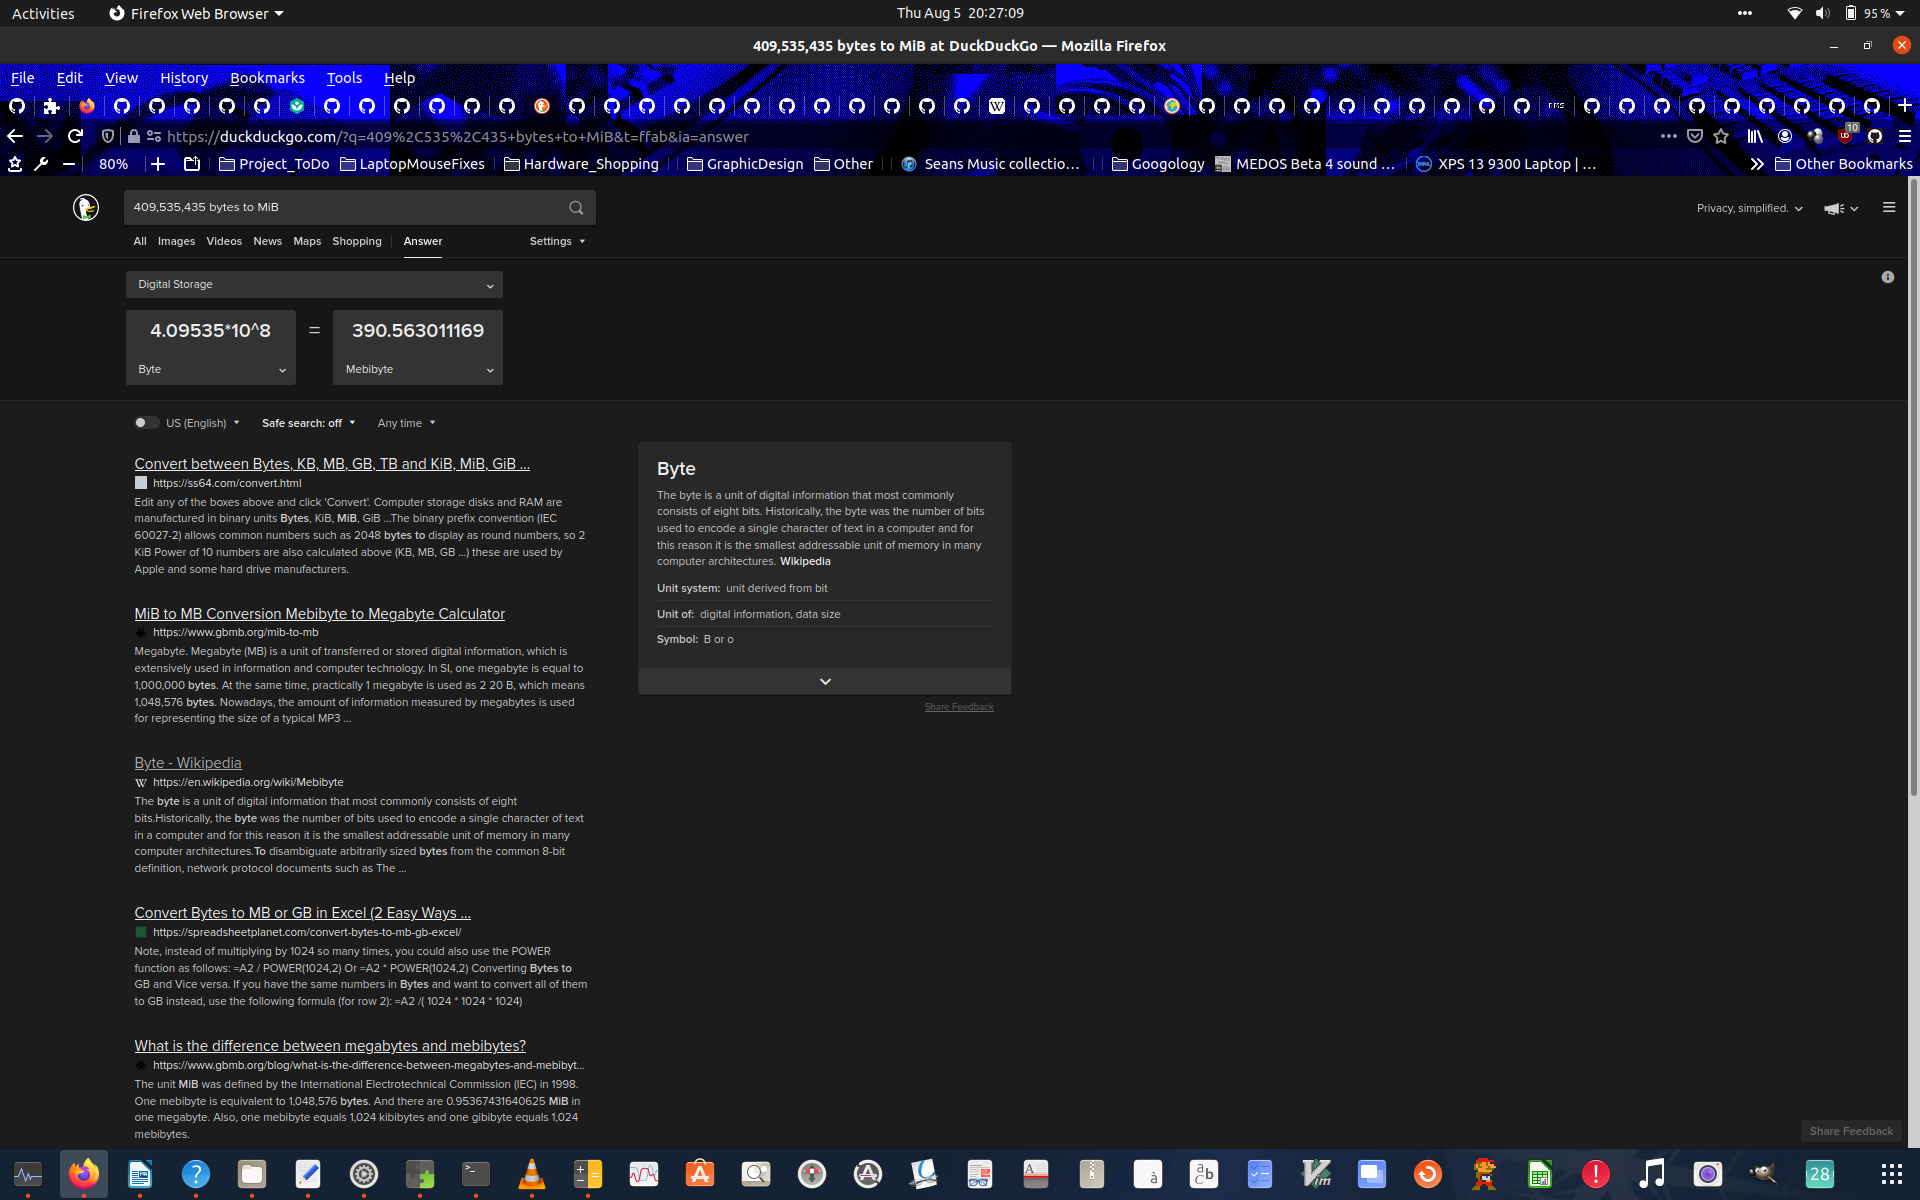 Activities
Firefox Web Browser
Thu Aug 5 20:27:09
95 %
409,535,435 bytes to MiB at DuckDuckGo — Mozilla Firefox
File Edit View History Bookmarks Tools Help
https://duckduckgo.com/?q=409%2C535%2C435+bytes+to+MiB&t=ffab&ia=answer
10
80%
Project_ToDo
LaptopMouseFixes
Hardware_Shopping
GraphicDesign
Other
Seans Music collectio…
Googology
MEDOS Beta 4 sound …
XPS 13 9300 Laptop | …
Other Bookmarks
409,535,435 bytes to MiB
Privacy, simplified.
All Images Videos News Maps Shopping Answer Settings
Digital Storage
4.09535*10^8 = 390.563011169
Byte Mebibyte
US (English) Safe search: off Any time
Convert between Bytes, KB, MB, GB, TB and KiB, MiB, GiB ...
https://ss64.com/convert.html
Edit any of the boxes above and click 'Convert'. Computer storage disks and RAM are
manufactured in binary units Bytes, KiB, MiB, GiB ...The binary prefix convention (IEC
60027-2) allows common numbers such as 2048 bytes to display as round numbers, so 2
KiB Power of 10 numbers are also calculated above (KB, MB, GB ...) these are used by
Apple and some hard drive manufacturers.
MiB to MB Conversion Mebibyte to Megabyte Calculator
https://www.gbmb.org/mib-to-mb
Megabyte. Megabyte (MB) is a unit of transferred or stored digital information, which is
extensively used in information and computer technology. In SI, one megabyte is equal to
1,000,000 bytes. At the same time, practically 1 megabyte is used as 2 20 B, which means
1,048,576 bytes. Nowadays, the amount of information measured by megabytes is used
for representing the size of a typical MP3 ...
Byte - Wikipedia
https://en.wikipedia.org/wiki/Mebibyte
The byte is a unit of digital information that most commonly consists of eight
bits.Historically, the byte was the number of bits used to encode a single character of text
in a computer and for this reason it is the smallest addressable unit of memory in many
computer architectures.To disambiguate arbitrarily sized bytes from the common 8-bit
definition, network protocol documents such as The ...
Convert Bytes to MB or GB in Excel (2 Easy Ways ...
https://spreadsheetplanet.com/convert-bytes-to-mb-gb-excel/
Note, instead of multiplying by 1024 so many times, you could also use the POWER
function as follows: =A2 / POWER(1024,2) Or =A2 * POWER(1024,2) Converting Bytes to
GB and Vice versa. If you have the same numbers in Bytes and want to convert all of them
to GB instead, use the following formula (for row 2): =A2 /( 1024 * 1024 * 1024)
What is the difference between megabytes and mebibytes?
https://www.gbmb.org/blog/what-is-the-difference-between-megabytes-and-mebibyt...
The unit MiB was defined by the International Electrotechnical Commission (IEC) in 1998.
One mebibyte is equivalent to 1,048,576 bytes. And there are 0.95367431640625 MiB in
one megabyte. Also, one mebibyte equals 1,024 kibibytes and one gibibyte equals 1,024
mebibytes.
Byte
The byte is a unit of digital information that most commonly
consists of eight bits. Historically, the byte was the number of bits
used to encode a single character of text in a computer and for
this reason it is the smallest addressable unit of memory in many
computer architectures. Wikipedia
Unit system: unit derived from bit
Unit of: digital information, data size
Symbol: B or o
Share Feedback
Share Feedback
28